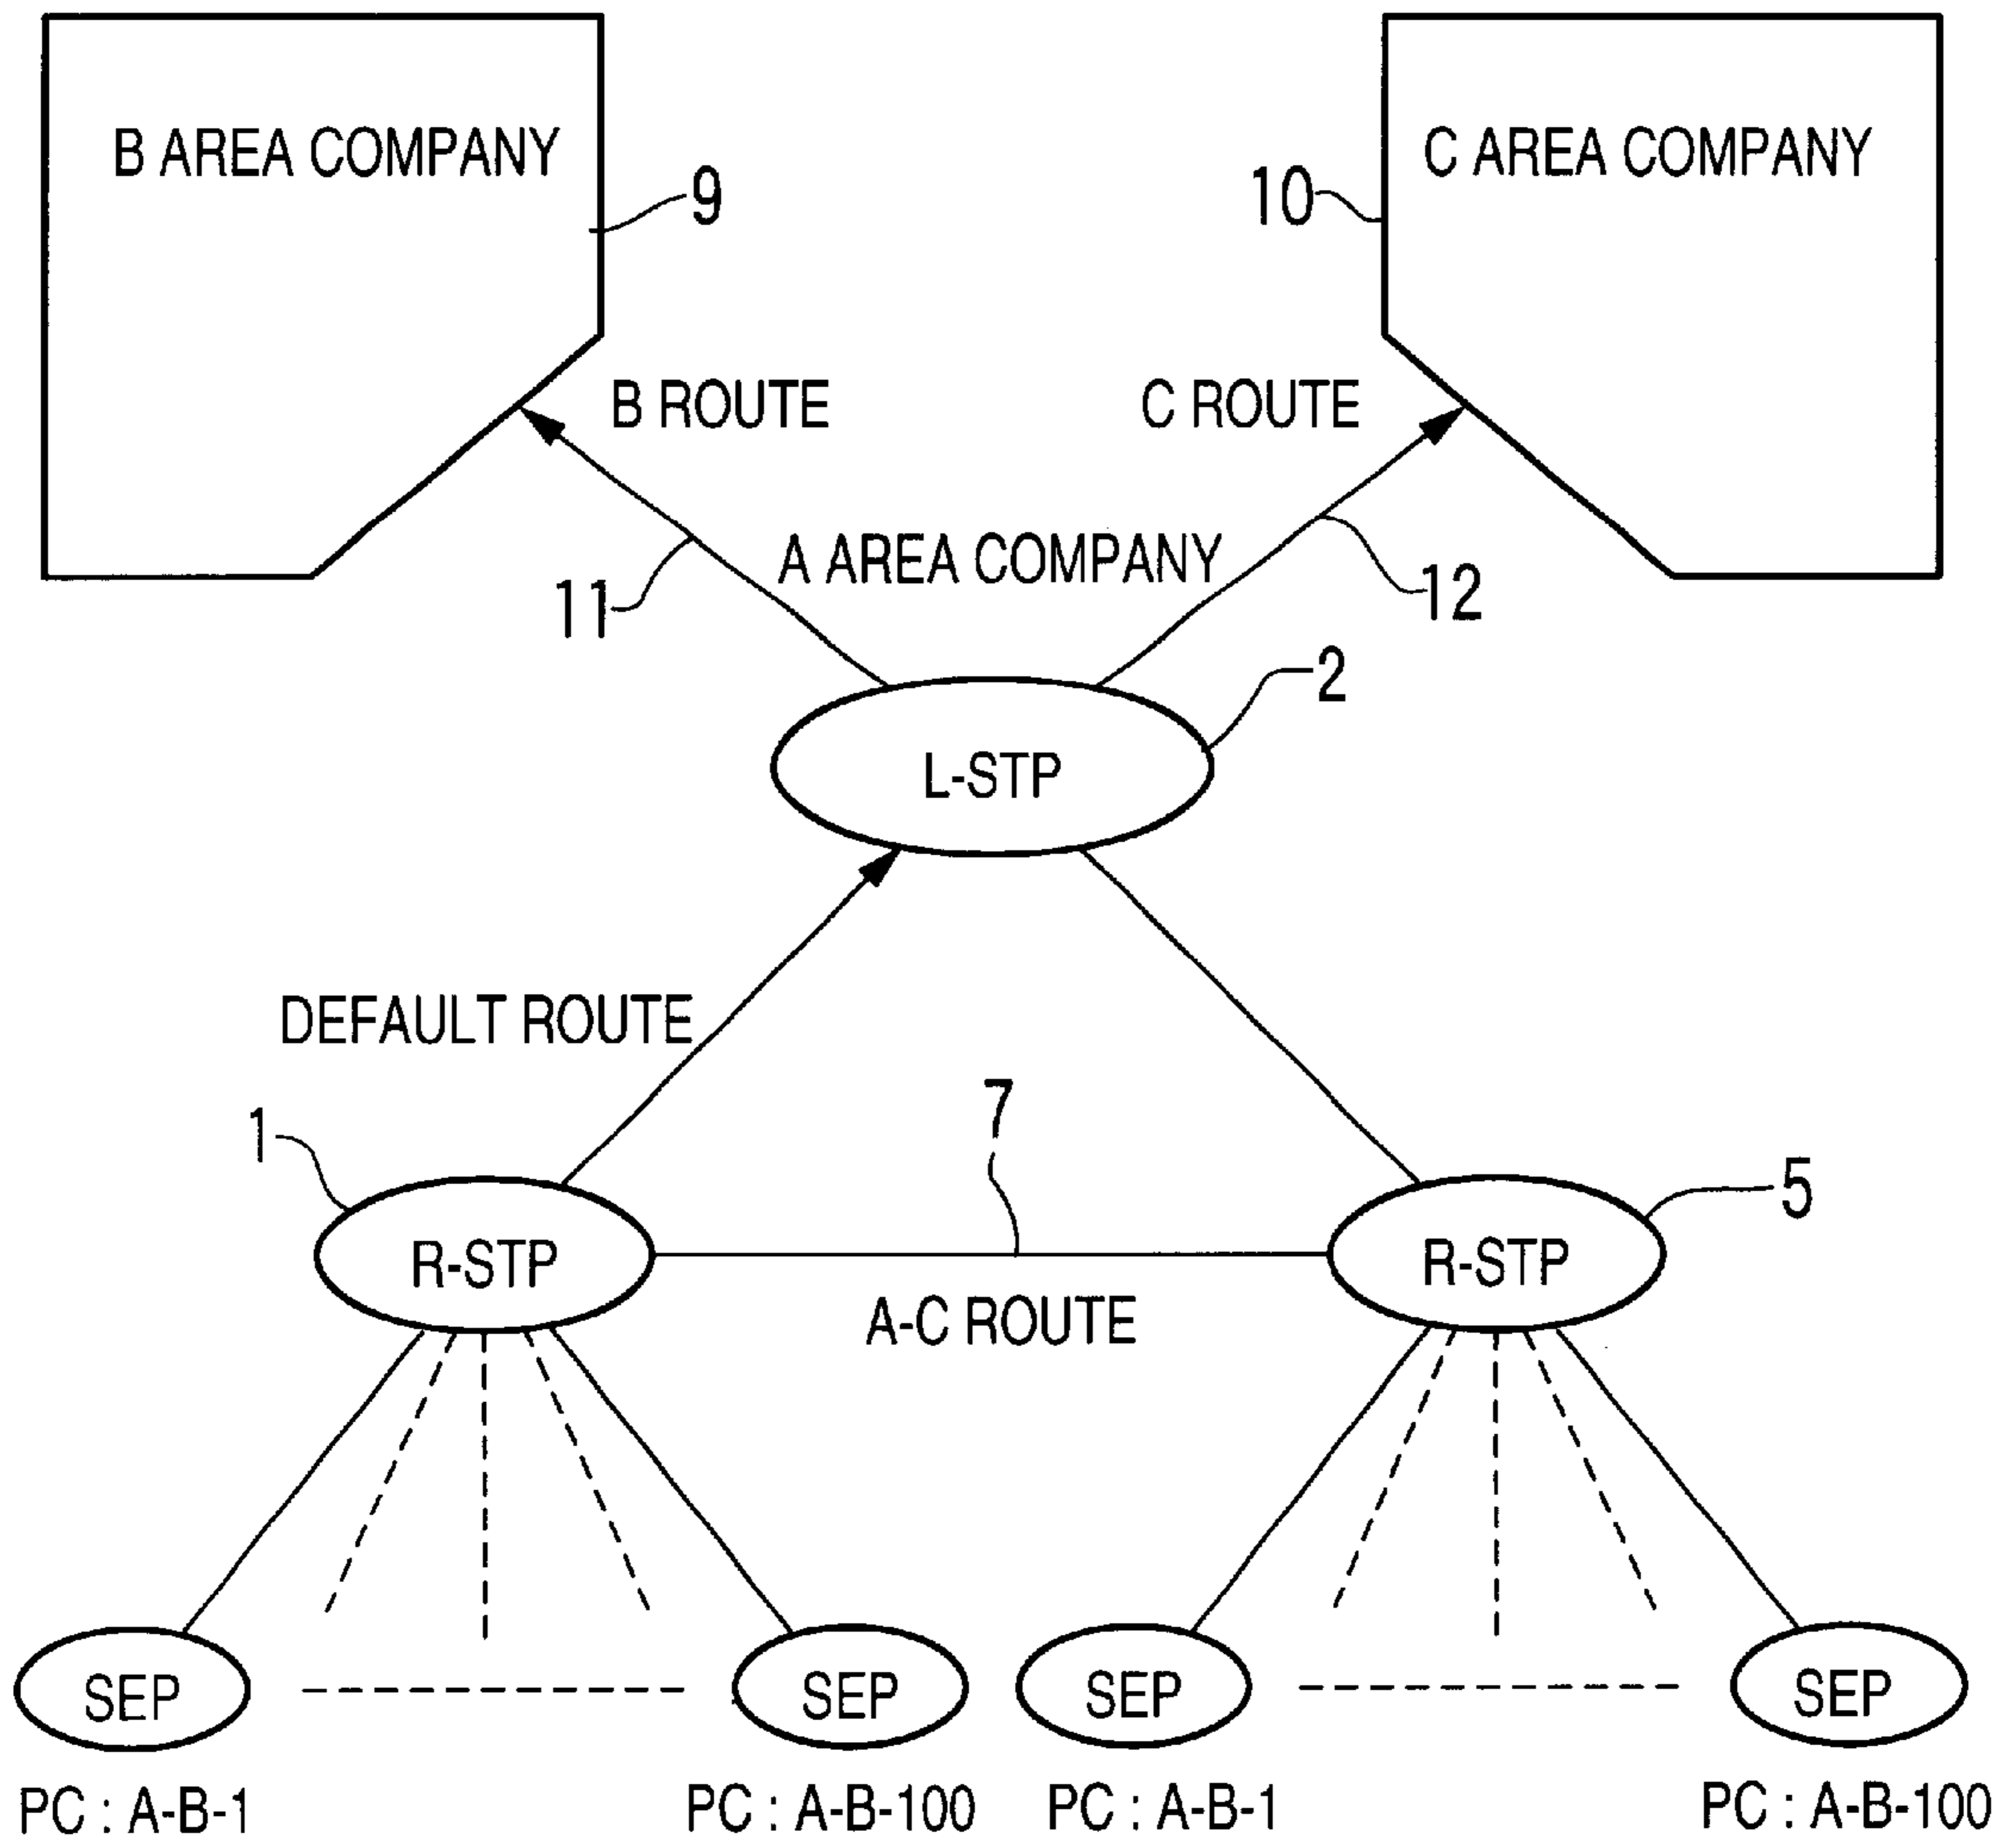 B AREA COMPANY
C AREA COMPANY
9
10
B ROUTE
C ROUTE
A AREA COMPANY
11
12
2
L-STP
DEFAULT ROUTE
7
1
5
R-STP
R-STP
A-C ROUTE
SEP
SEP
SEP
SEP
PC : A-B-1
PC : A-B-100
PC : A-B-1
PC : A-B-100